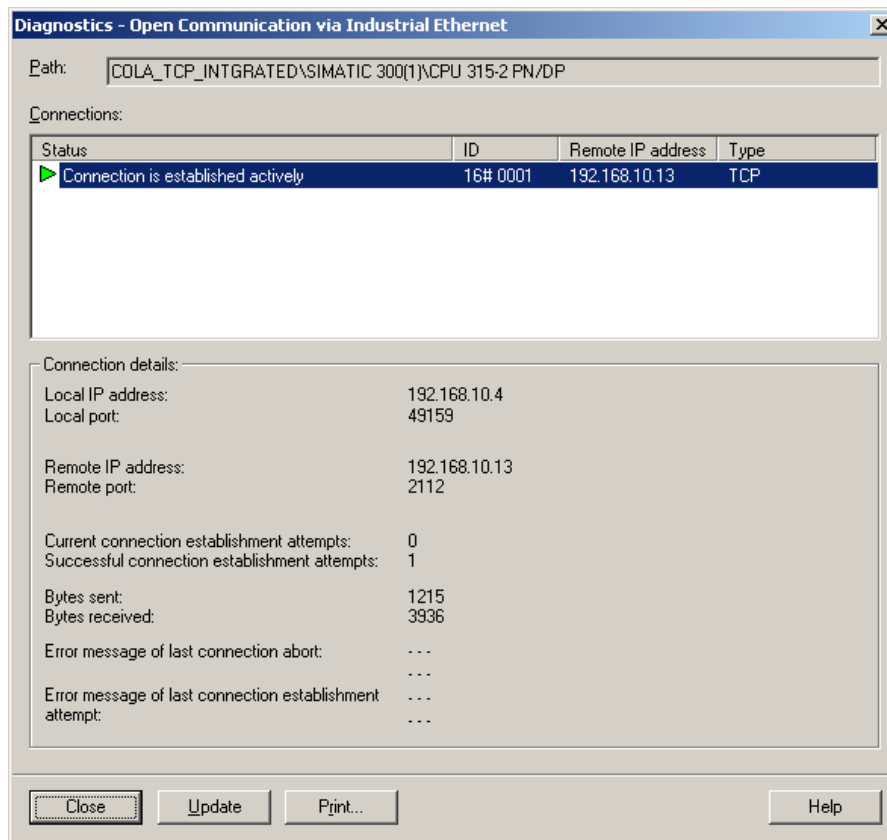 Diagnostics - Open Communication via Industrial Ethernet
Path: COLA_TCP_INTGRATED\SIMATIC 300(1)\CPU 315-2 PN/DP
Connections:
Status ID Remote IP address Type
Connection is established actively 16# 0001 192.168.10.13 TCP
Connection details:
Local IP address: 192.168.10.4
Local port: 49159
Remote IP address: 192.168.10.13
Remote port: 2112
Current connection establishment attempts: 0
Successful connection establishment attempts: 1
Bytes sent: 1215
Bytes received: 3936
Error message of last connection abort: - - -
- - -
Error message of last connection establishment - - -
attempt: - - -
Close Update Print... Help